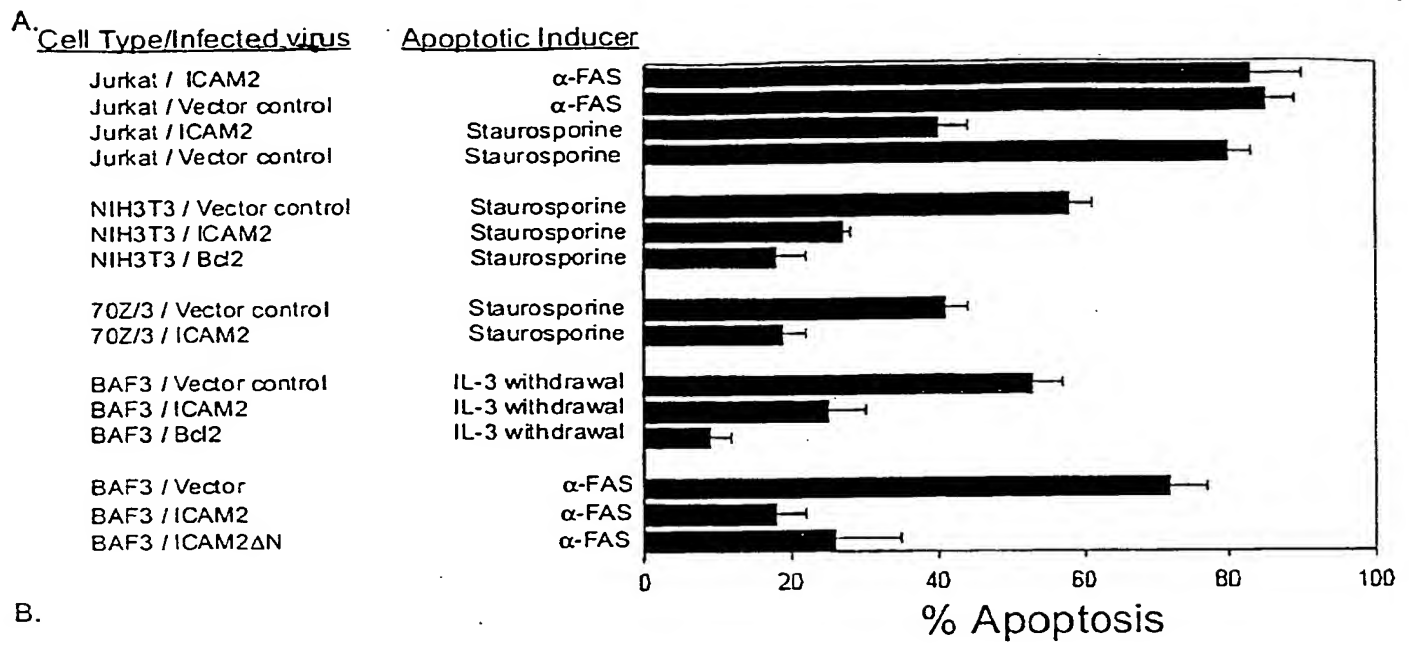 A.
Cell Type/Infected virus Apoptotic Inducer
Jurkat / ICAM2 α-FAS
Jurkat / Vector control α-FAS
Jurkat / ICAM2 Staurosporine
Jurkat / Vector control Staurosporine
NIH3T3 / Vector control Staurosporine
NIH3T3 / ICAM2 Staurosporine
NIH3T3 / Bcl2 Staurosporine
70Z/3 / Vector control Staurosporine
70Z/3 / ICAM2 Staurosporine
BAF3 / Vector control IL-3 withdrawal
BAF3 / ICAM2 IL-3 withdrawal
BAF3 / Bcl2 IL-3 withdrawal
BAF3 / Vector α-FAS
BAF3 / ICAM2 α-FAS
BAF3 / ICAM2ΔN α-FAS
0 20 40 60 80 100
% Apoptosis
B.